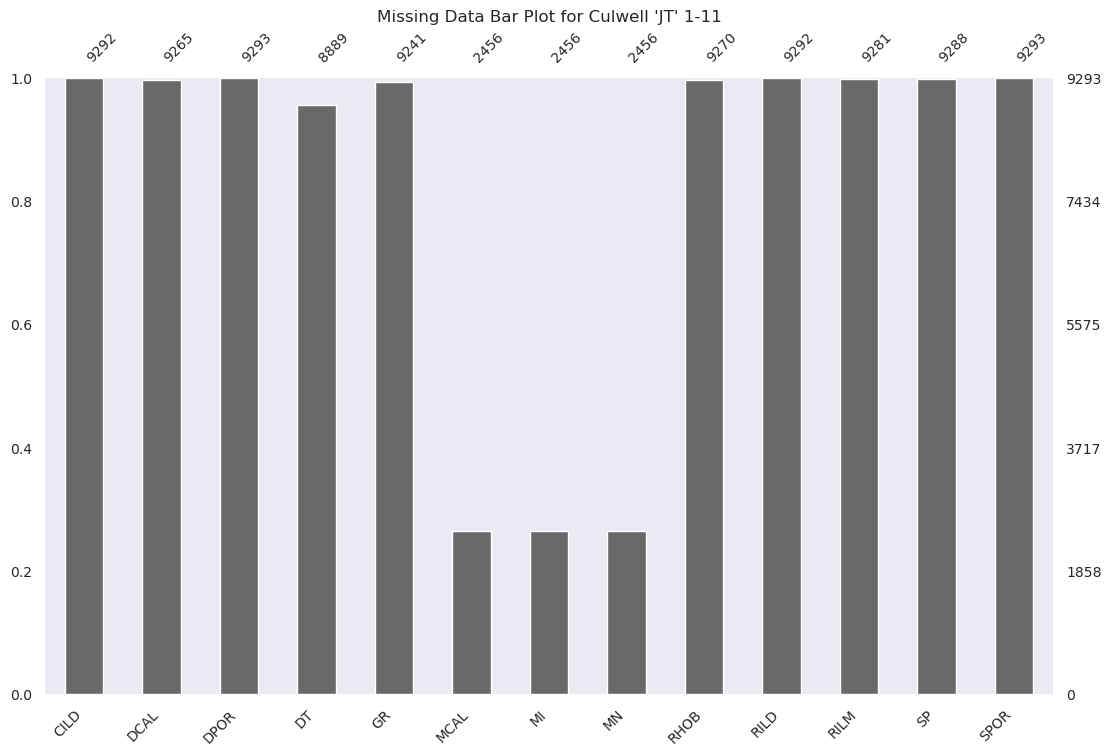 Missing Data Bar Plot for Culwell 'JT' 1-11
9292 9265 9293 8889 9241 2456 2456 2456 9270 9292 9281 9288 9293
1.0 9293
0.8 7434
0.6 5575
0.4 3717
0.2 1858
0.0 0
CILD DCAL DPOR DT GR MCAL MI MN RHOB RILD RILM SP SPOR